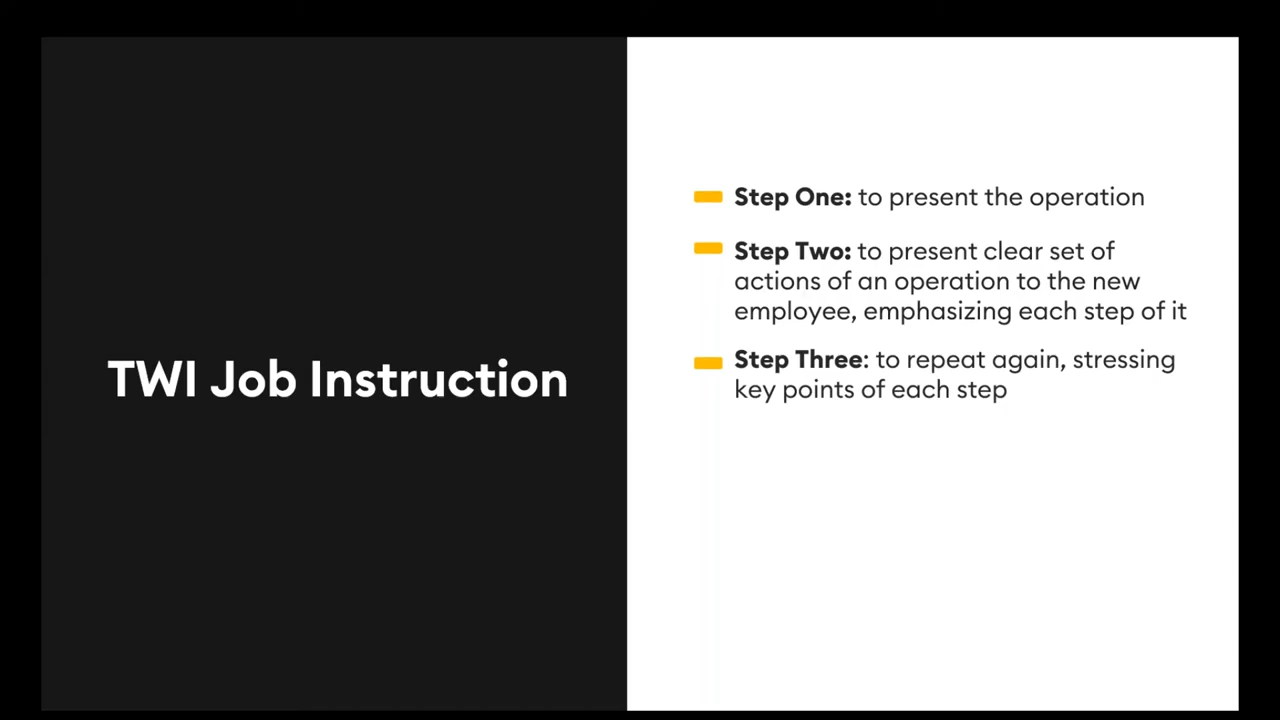 TWI Job Instruction
Step One: to present the operation
Step Two: to present clear set of
actions of an operation to the new
employee, emphasizing each step of it
Step Three: to repeat again, stressing
key points of each step